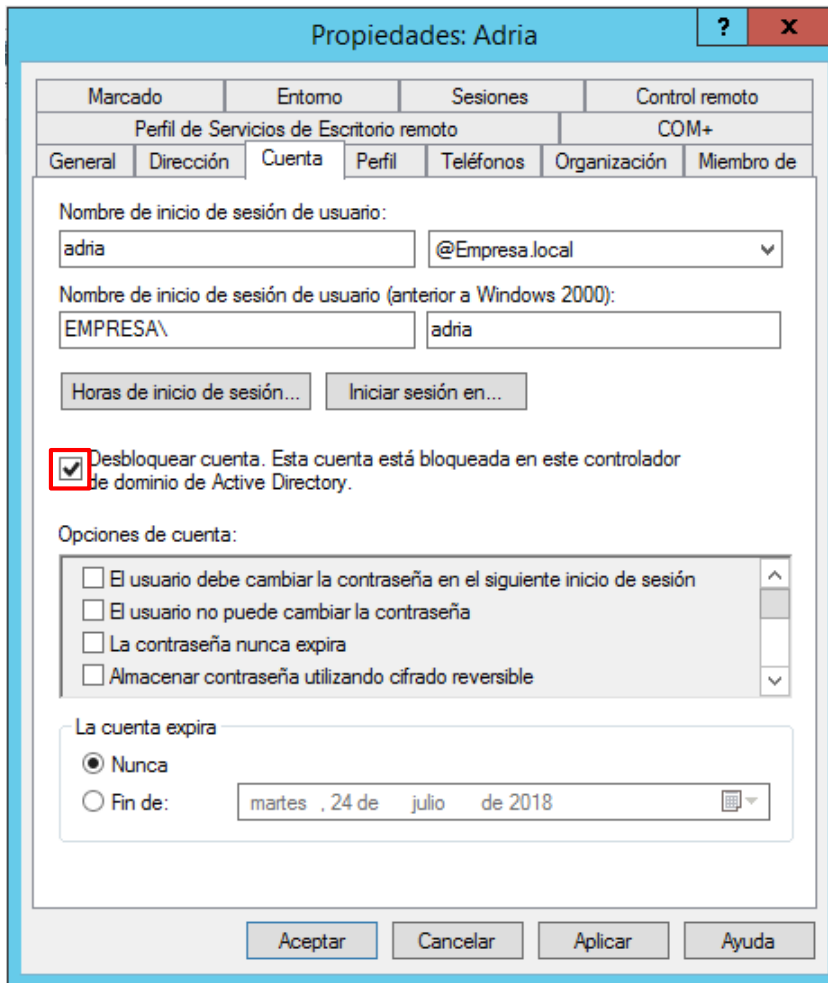 Propiedades: Adria
?
x
Marcado Entorno Sesiones Control remoto
Perfil de Servicios de Escritorio remoto COM+
General Dirección Cuenta Perfil Teléfonos Organización Miembro de
Nombre de inicio de sesión de usuario:
adria @Empresa.local
Nombre de inicio de sesión de usuario (anterior a Windows 2000):
EMPRESA\ adria
Horas de inicio de sesión... Iniciar sesión en...
Desbloquear cuenta. Esta cuenta está bloqueada en este controlador
de dominio de Active Directory.
Opciones de cuenta:
El usuario debe cambiar la contraseña en el siguiente inicio de sesión
El usuario no puede cambiar la contraseña
La contraseña nunca expira
Almacenar contraseña utilizando cifrado reversible
La cuenta expira
Nunca
Fin de: martes , 24 de julio de 2018
Aceptar Cancelar Aplicar Ayuda